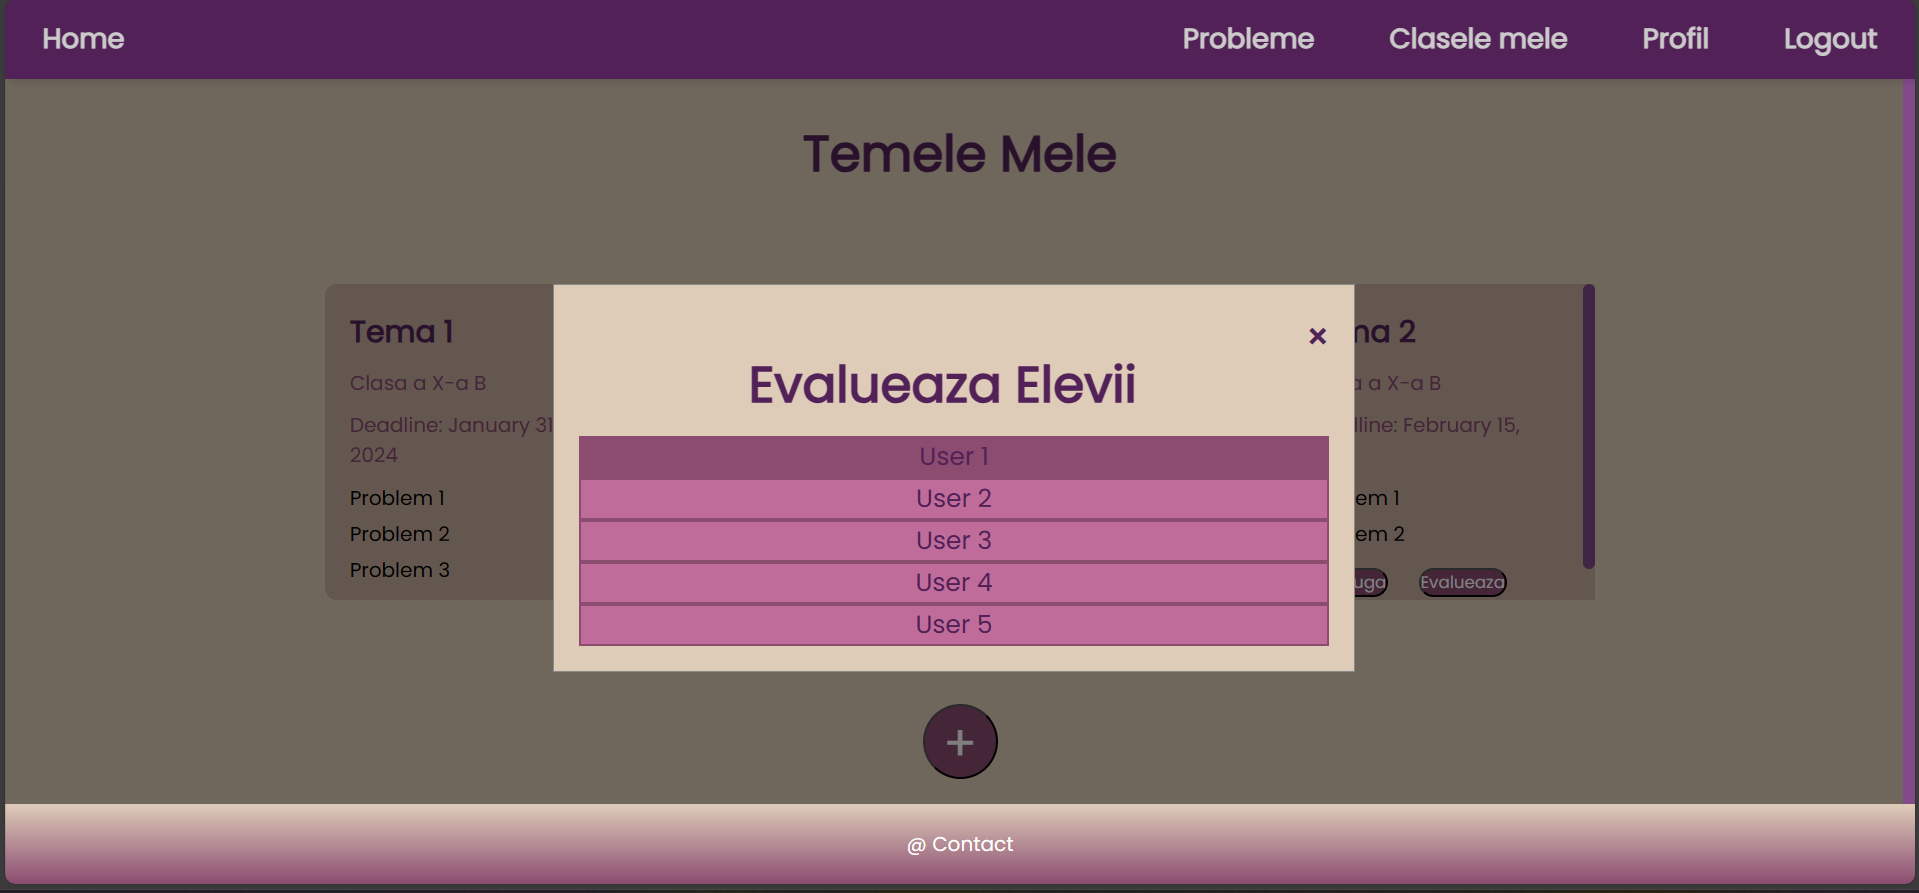 Home Probleme Clasele mele Profil Logout
Temele Mele
Tema 1
Clasa a X-a B
Deadline: January 31
2024
Problem 1
Problem 2
Problem 3
×
Evalueaza Elevii
User 1
User 2
User 3
User 4
User 5
ma 2
a a X-a B
lline: February 15,
em 1
em 2
uga Evalueaza
+
@ Contact